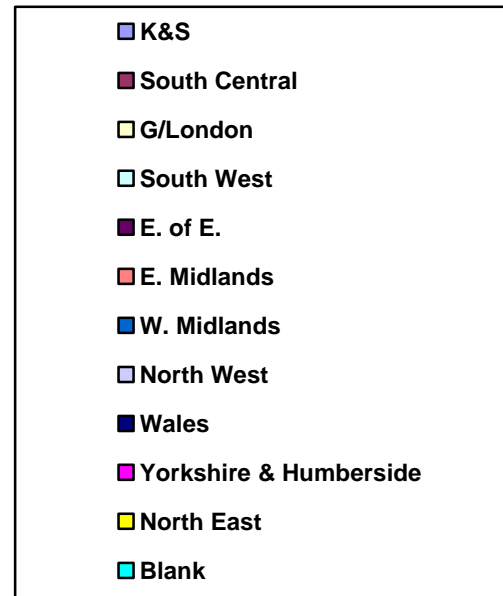 K&S
South Central
G/London
South West
E. of E.
E. Midlands
W. Midlands
North West
Wales
Yorkshire & Humberside
North East
Blank